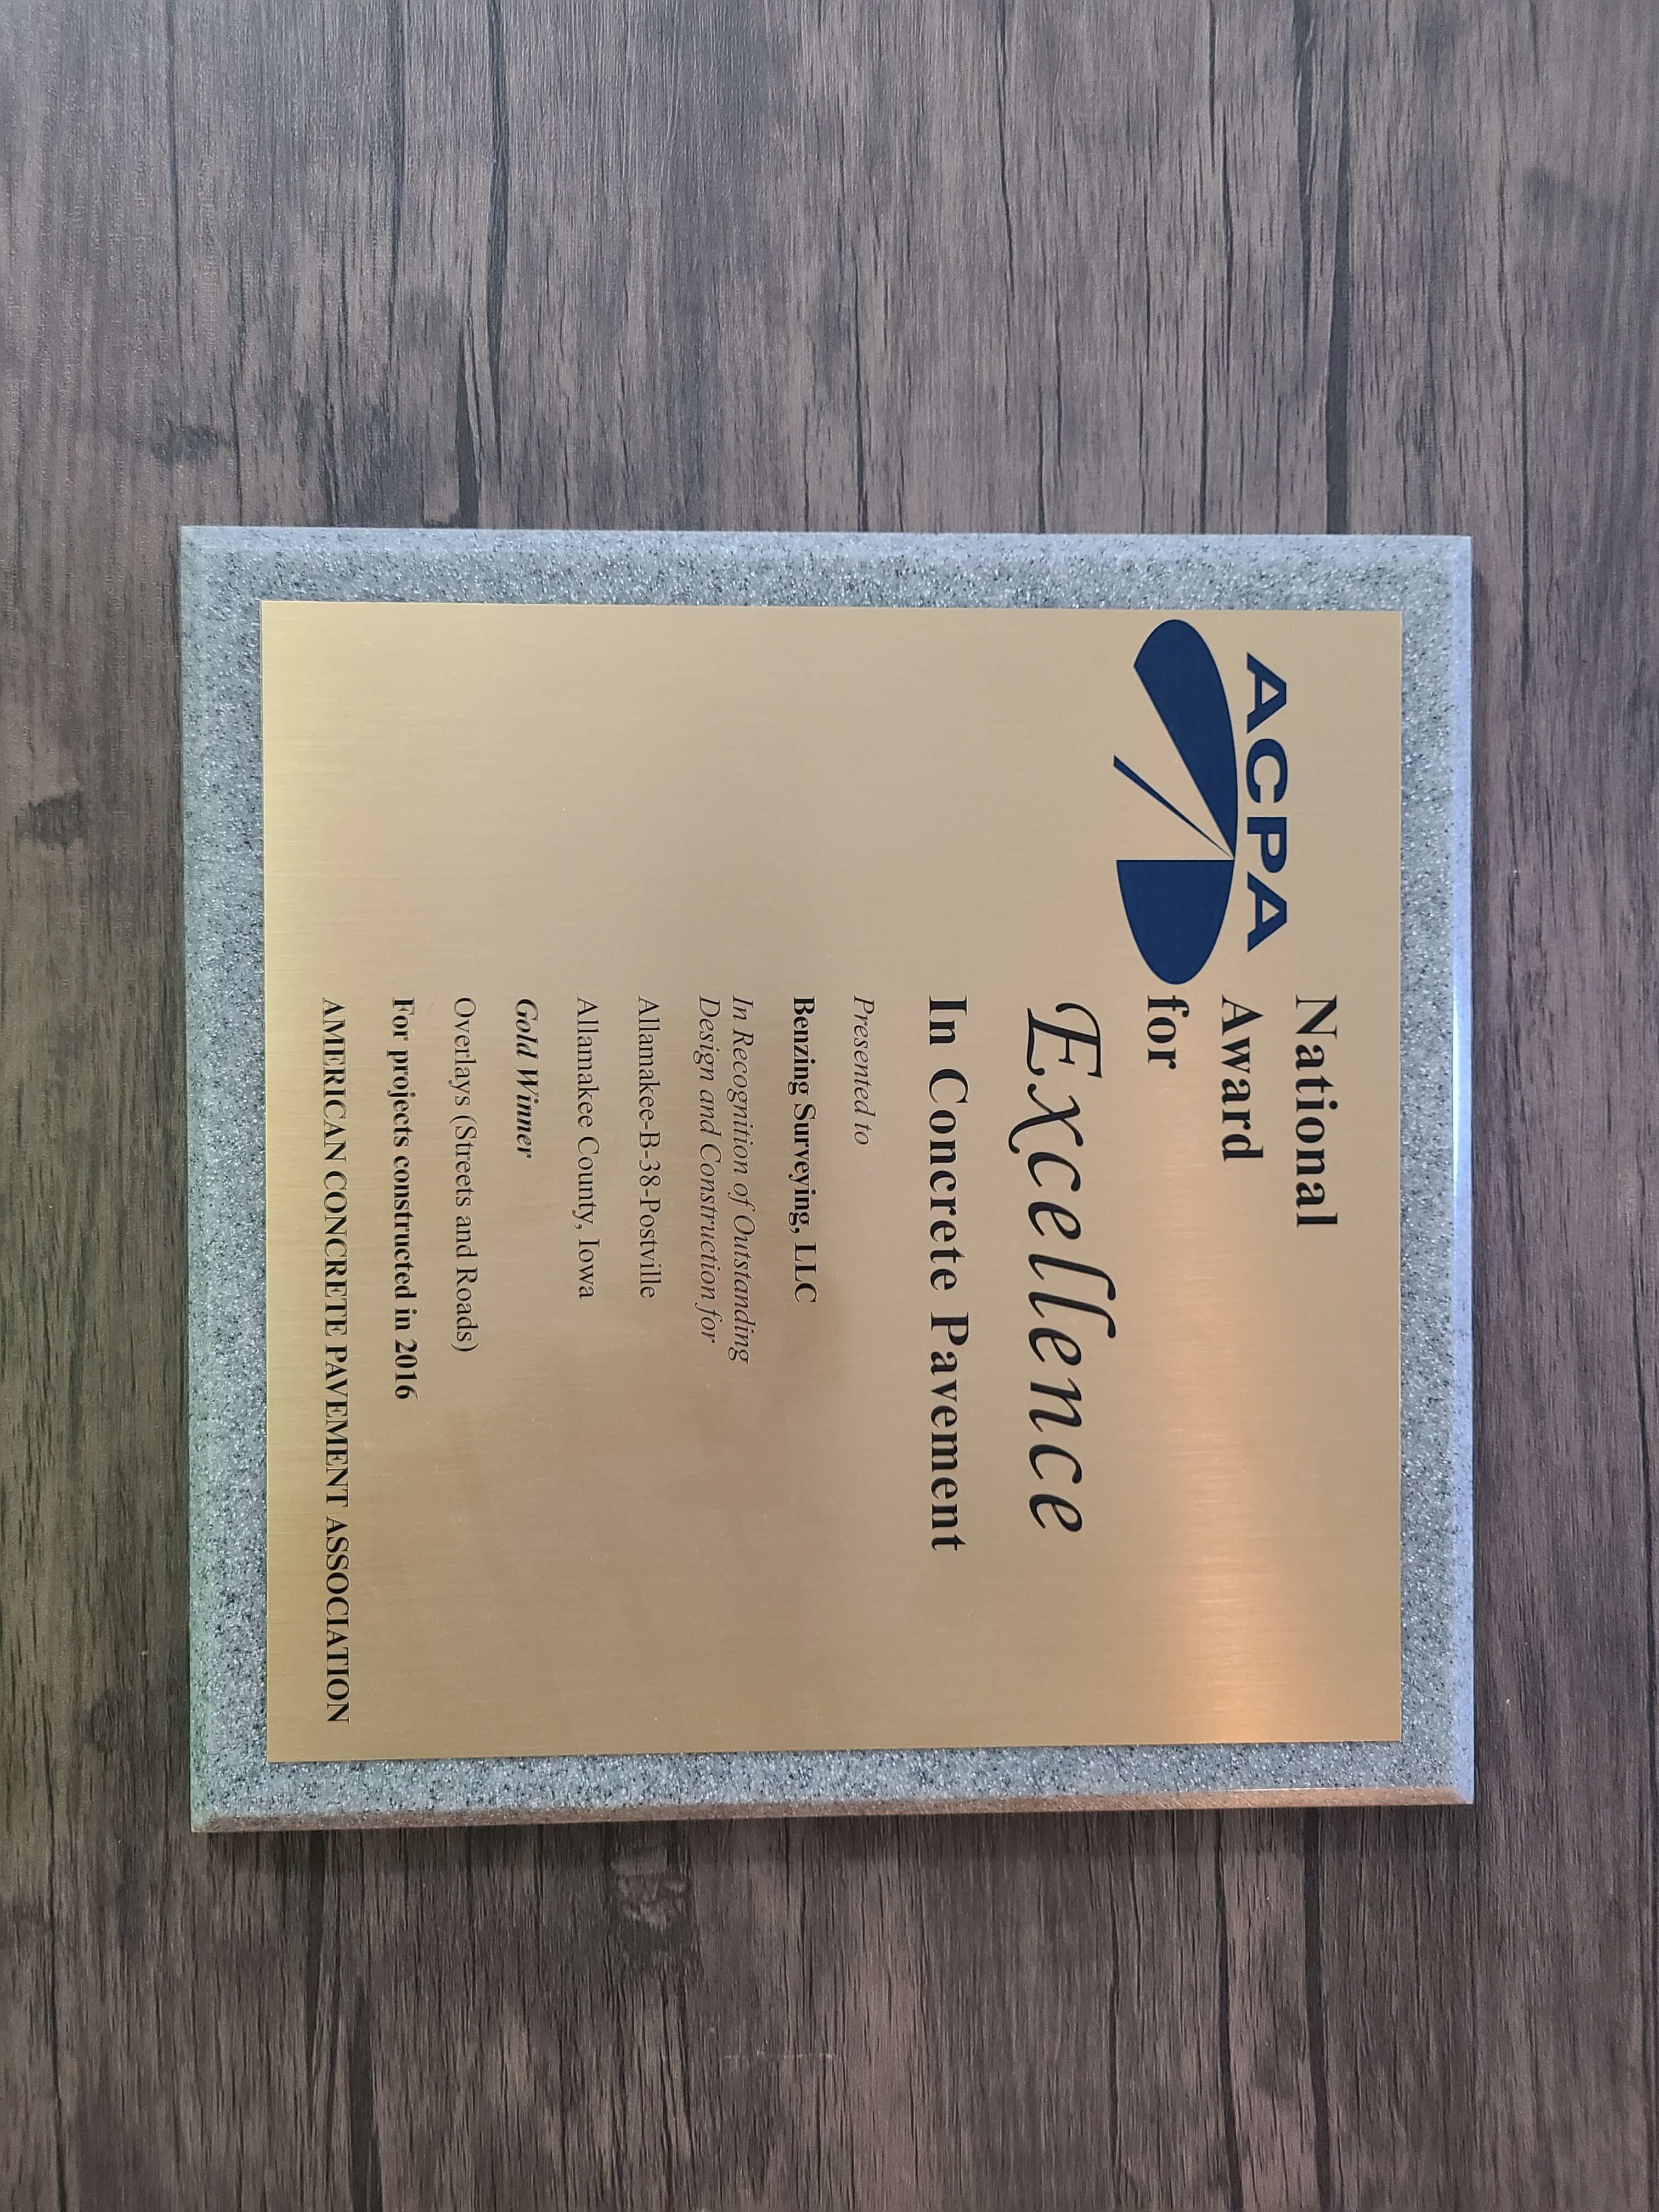 ACPA
National
Award
for
Excellence
In Concrete Pavement
Presented to
Benzing Surveying, LLC
In Recognition of Outstanding
Design and Construction for
Allamakee-B-38-Postville
Allamakee County, Iowa
Gold Winner
Overlays (Streets and Roads)
For projects constructed in 2016
AMERICAN CONCRETE PAVEMENT ASSOCIATION